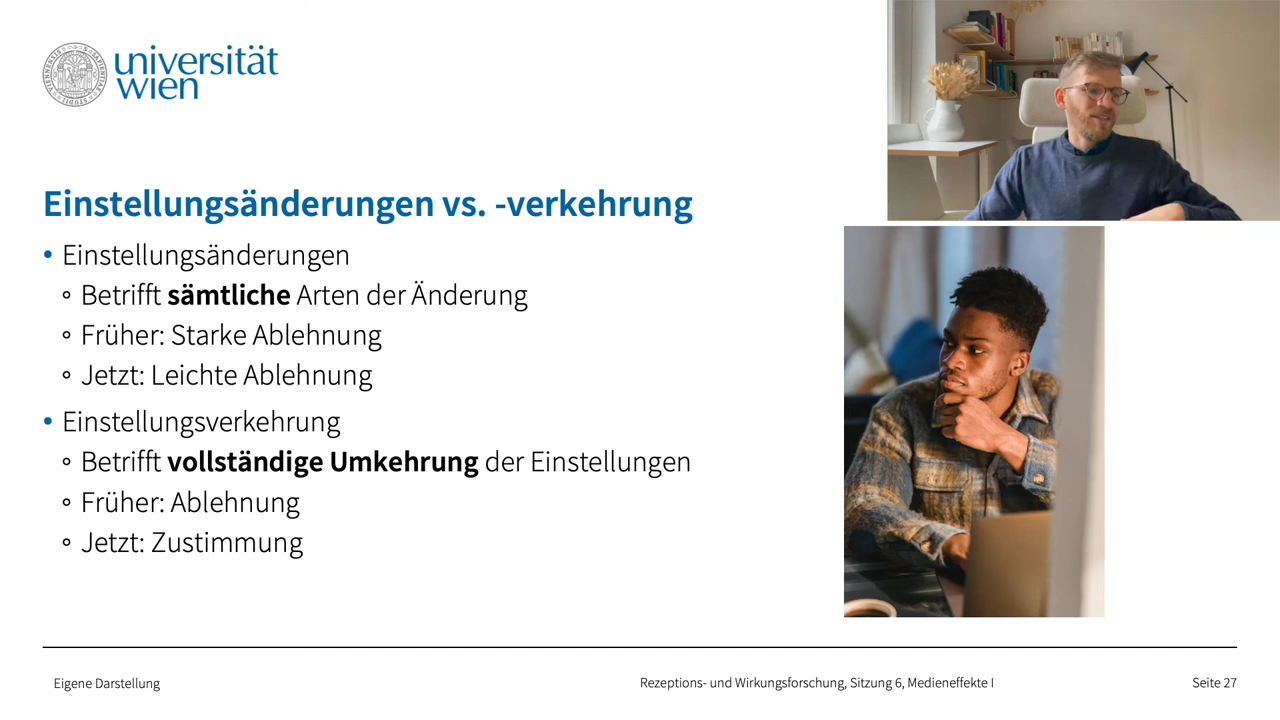 universität
wien
Einstellungsänderungen vs. -verkehrung
• Einstellungsänderungen
◦ Betrifft sämtliche Arten der Änderung
◦ Früher: Starke Ablehnung
◦ Jetzt: Leichte Ablehnung
• Einstellungsverkehrung
◦ Betrifft vollständige Umkehrung der Einstellungen
◦ Früher: Ablehnung
◦ Jetzt: Zustimmung
Eigene Darstellung
Rezeptions- und Wirkungsforschung, Sitzung 6, Medieneffekte I
Seite 27